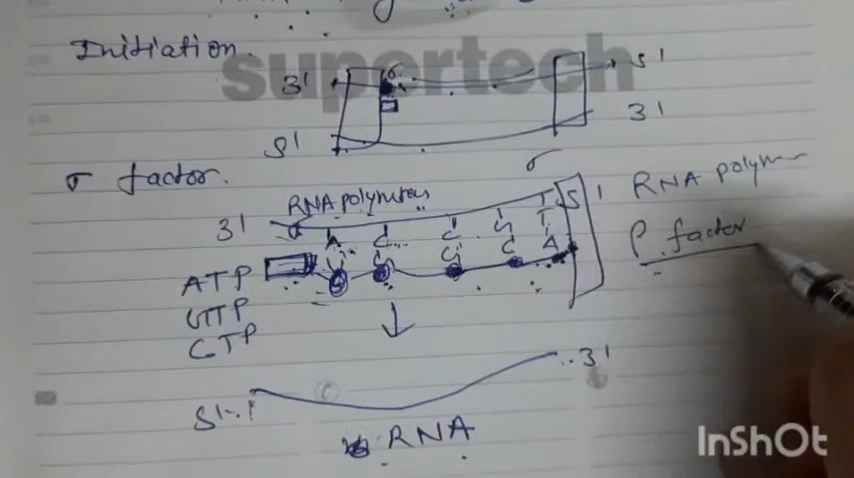 Initiation.
supertech
3' σ 5'
5' 3'
σ factor. σ
RNA polymeras T 5' RNA polym
3' A C C G T ρ factor
U G G C A
ATP
UTP
CTP
5' 3'
RNA
InShOt